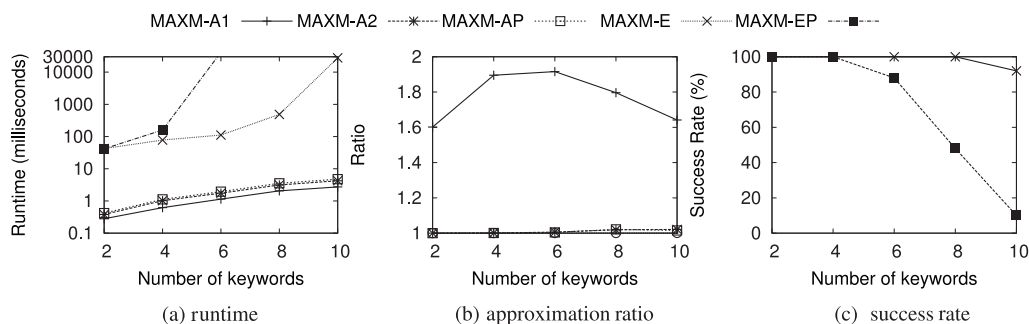 MAXM-A1 MAXM-A2 MAXM-AP MAXM-E MAXM-EP
Runtime (milliseconds)
30000
10000
1000
100
10
1
0.1
2 4 6 8 10
Number of keywords
(a) runtime
Ratio
2
1.8
1.6
1.4
1.2
1
2 4 6 8 10
Number of keywords
(b) approximation ratio
Success Rate (%)
100
80
60
40
20
0
2 4 6 8 10
Number of keywords
(c) success rate